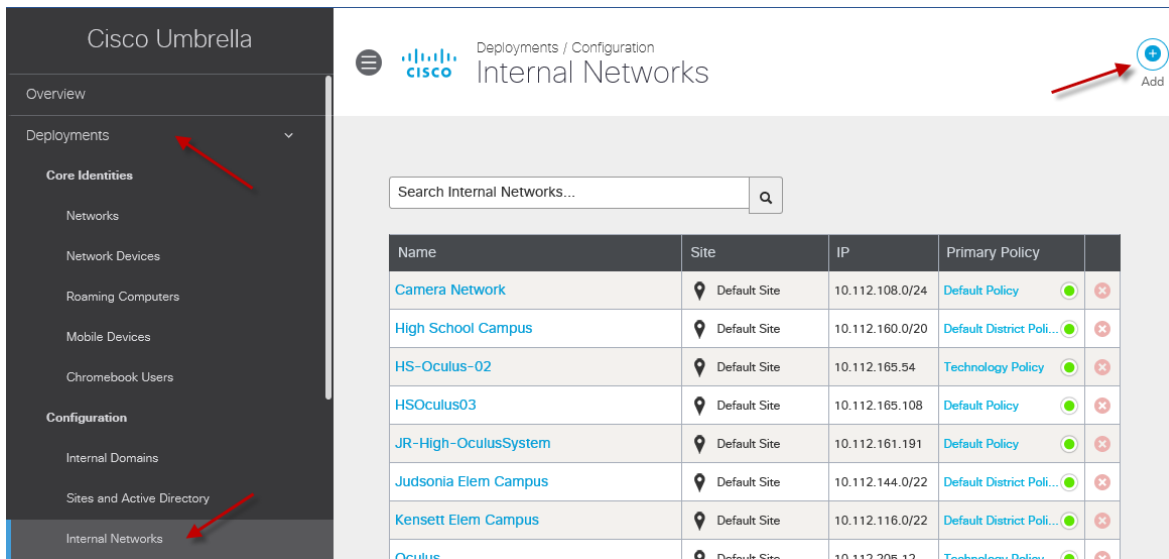 Cisco Umbrella
Overview
Deployments
Core Identities
Networks
Network Devices
Roaming Computers
Mobile Devices
Chromebook Users
Configuration
Internal Domains
Sites and Active Directory
Internal Networks
CISCO
Deployments / Configuration
Internal Networks
Add
Search Internal Networks...
Name Site IP Primary Policy
Camera Network Default Site 10.112.108.0/24 Default Policy
High School Campus Default Site 10.112.160.0/20 Default District Poli...
HS-Oculus-02 Default Site 10.112.165.54 Technology Policy
HSOculus03 Default Site 10.112.165.108 Default Policy
JR-High-OculusSystem Default Site 10.112.161.191 Default Policy
Judsonia Elem Campus Default Site 10.112.144.0/22 Default District Poli...
Kensett Elem Campus Default Site 10.112.116.0/22 Default District Poli...
Oculus Default Site Technology Policy